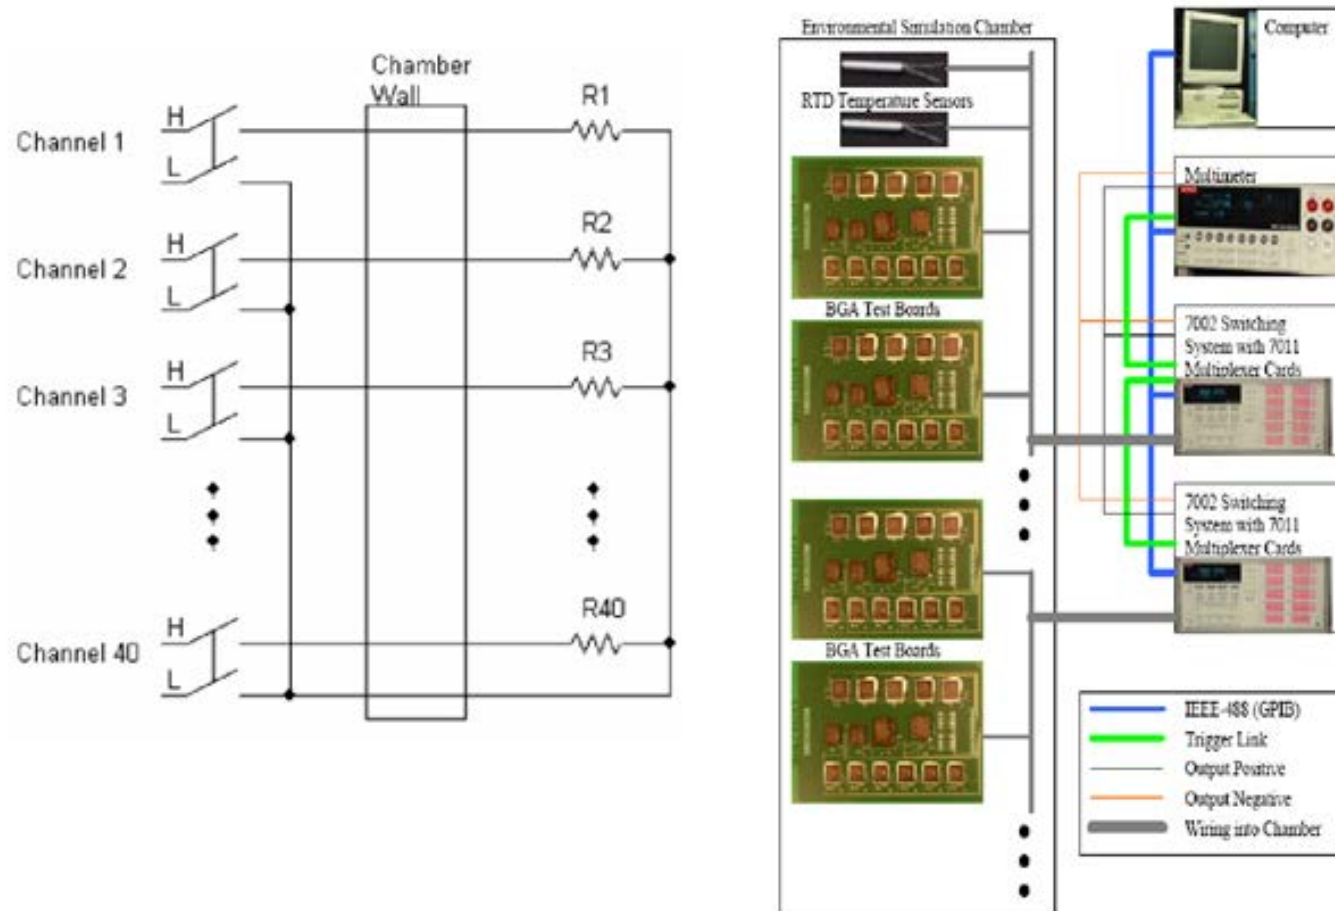 Chamber
Wall
Channel 1
H
L
R1
Channel 2
H
L
R2
Channel 3
H
L
R3
Channel 40
H
L
R40
Environmental Simulation Chamber
RTD Temperature Sensors
BGA Test Boards
BGA Test Boards
Computer
Multimeter
7002 Switching
System with 7011
Multiplexer Cards
7002 Switching
System with 7011
Multiplexer Cards
IEEE-488 (GPIB)
Trigger Link
Output Positive
Output Negative
Wiring into Chamber